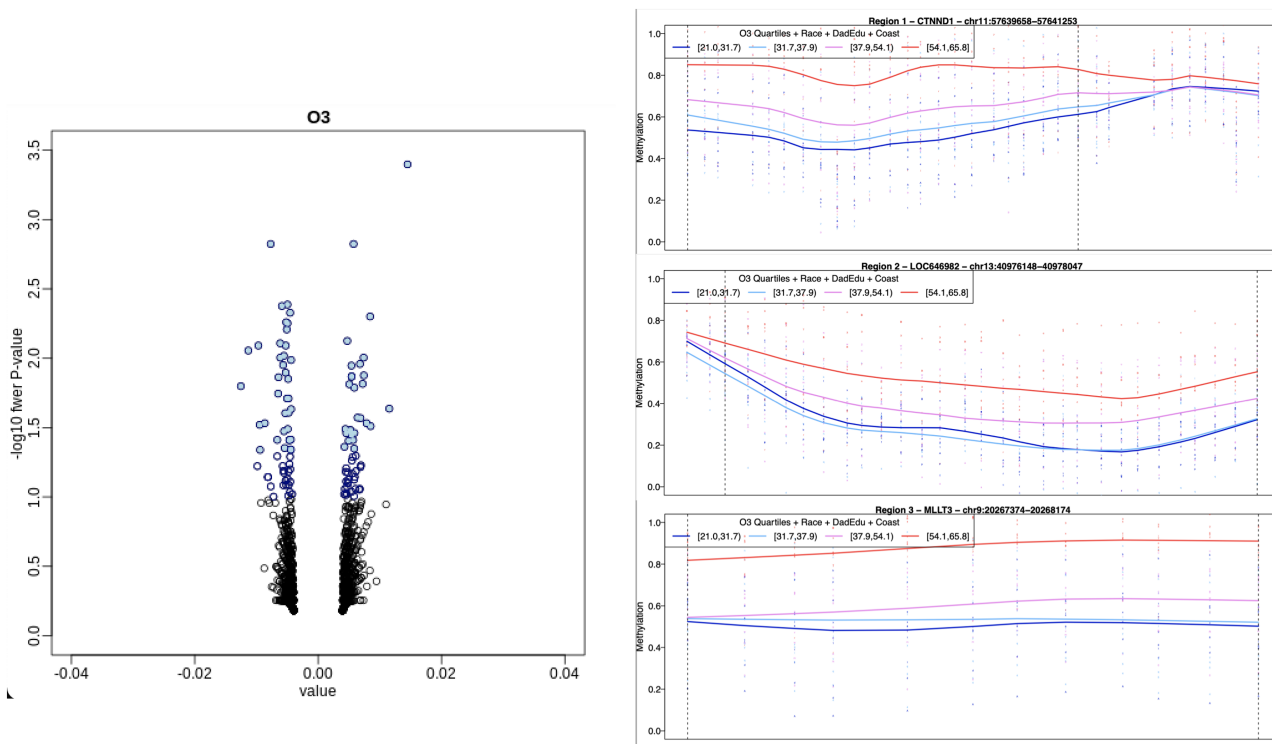 O3
3.5
3.0
2.5
2.0
1.5
1.0
0.5
0.0
-log10 fwer P-value
-0.04 -0.02 0.00 0.02 0.04
value
Region 1 – CTNND1 – chr11:57639658–57641253
O3 Quartiles + Race + DadEdu + Coast
[21.0,31.7) [31.7,37.9) [37.9,54.1) [54.1,65.8]
1.0
0.8
0.6
0.4
0.2
0.0
Methylation
Region 2 – LOC646982 – chr13:40976148–40978047
O3 Quartiles + Race + DadEdu + Coast
[21.0,31.7) [31.7,37.9) [37.9,54.1) [54.1,65.8]
1.0
0.8
0.6
0.4
0.2
0.0
Methylation
Region 3 – MLLT3 – chr9:20267374–20268174
O3 Quartiles + Race + DadEdu + Coast
[21.0,31.7) [31.7,37.9) [37.9,54.1) [54.1,65.8]
1.0
0.8
0.6
0.4
0.2
0.0
Methylation